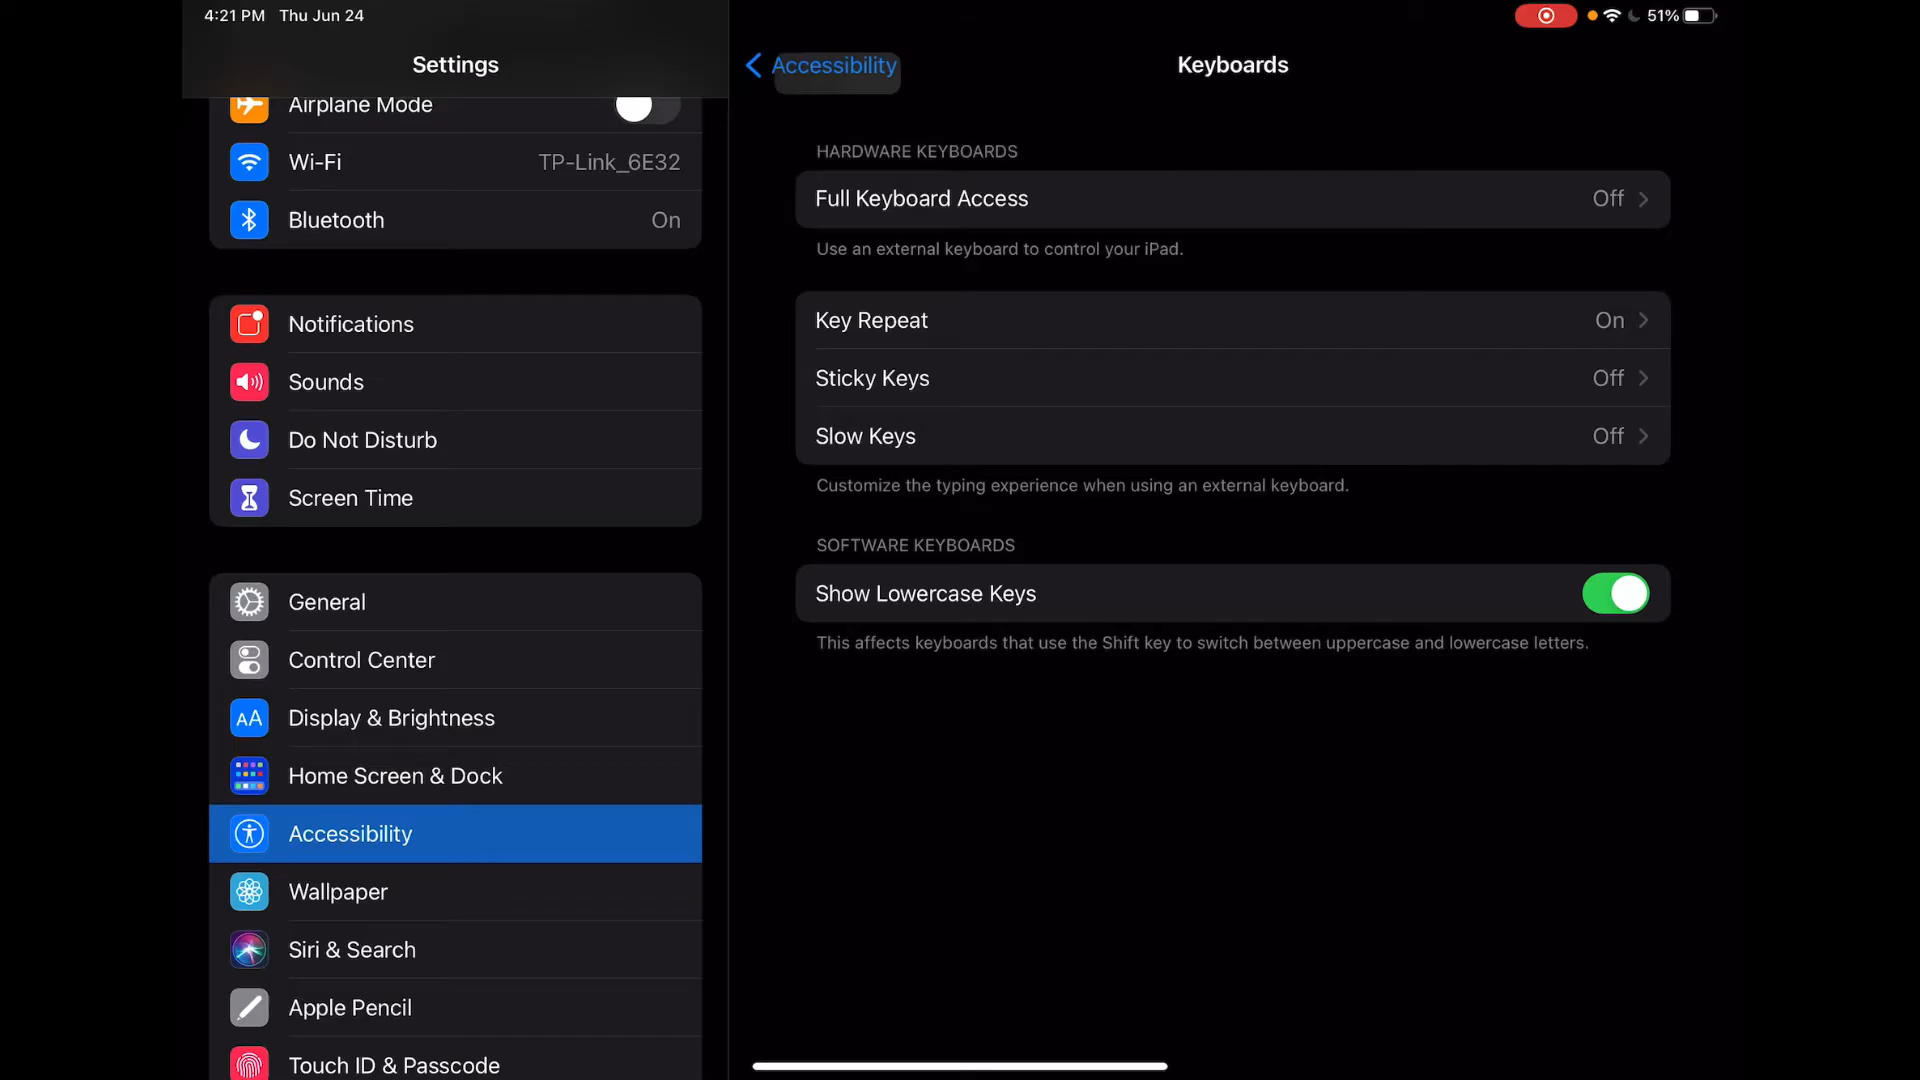 4:21 PM Thu Jun 24
51%
Settings
Airplane Mode
Wi-Fi TP-Link_6E32
Bluetooth On
Notifications
Sounds
Do Not Disturb
Screen Time
General
Control Center
AA Display & Brightness
Home Screen & Dock
Accessibility
Wallpaper
Siri & Search
Apple Pencil
Touch ID & Passcode
Accessibility
Keyboards
HARDWARE KEYBOARDS
Full Keyboard Access Off
Use an external keyboard to control your iPad.
Key Repeat On
Sticky Keys Off
Slow Keys Off
Customize the typing experience when using an external keyboard.
SOFTWARE KEYBOARDS
Show Lowercase Keys
This affects keyboards that use the Shift key to switch between uppercase and lowercase letters.